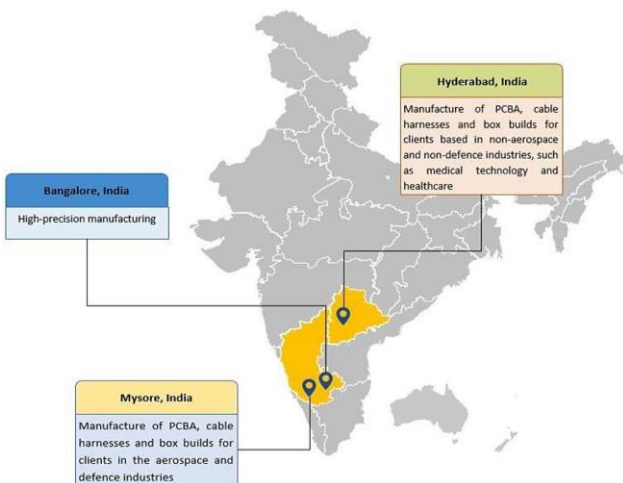 Hyderabad, India
Manufacture of PCBA, cable
harnesses and box builds for
clients based in non-aerospace
and non-defence industries, such
as medical technology and
healthcare
Bangalore, India
High-precision manufacturing
Mysore, India
Manufacture of PCBA, cable
harnesses and box builds for
clients in the aerospace and
defence industries